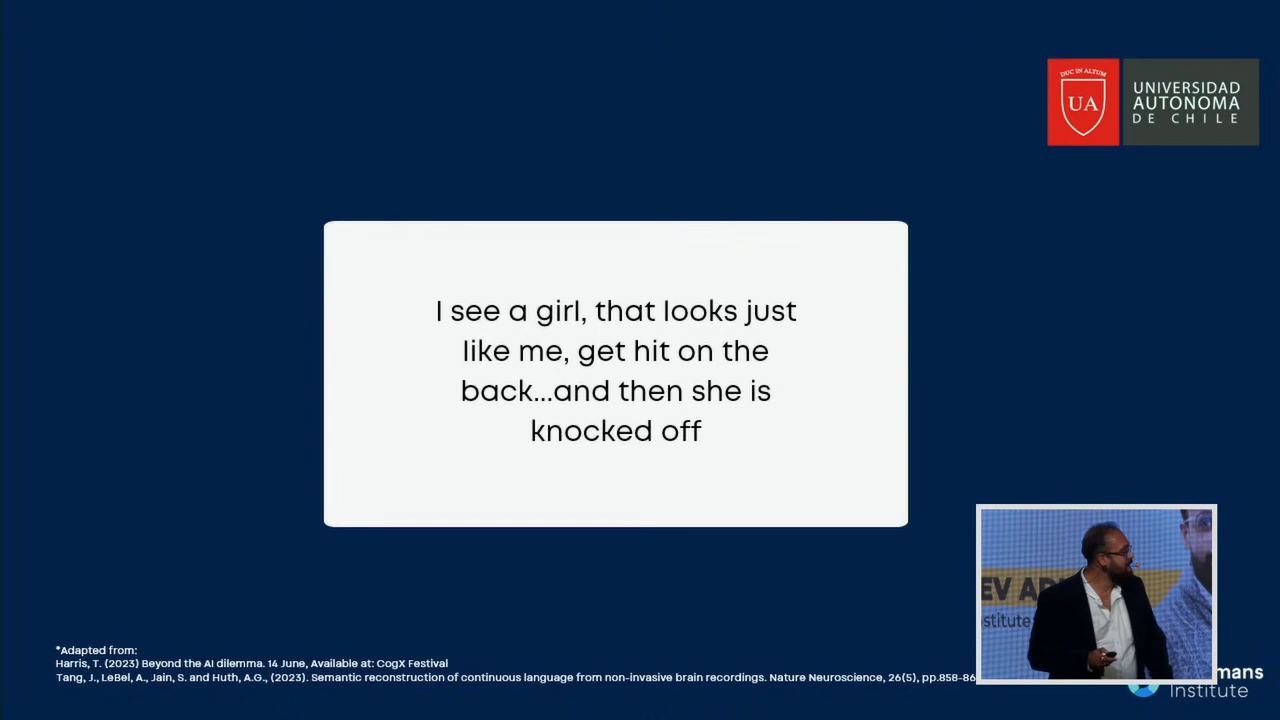 DUC IN ALTUM
UA
UNIVERSIDAD
AUTONOMA
DE CHILE
I see a girl, that looks just
like me, get hit on the
back...and then she is
knocked off
*Adapted from:
Harris, T. (2023) Beyond the AI dilemma. 14 June, Available at: CogX Festival
Tang, J., LeBel, A., Jain, S. and Huth, A.G., (2023). Semantic reconstruction of continuous language from non-invasive brain recordings. Nature Neuroscience, 26(5), pp.858-86
EV
stitute
mans
Institute